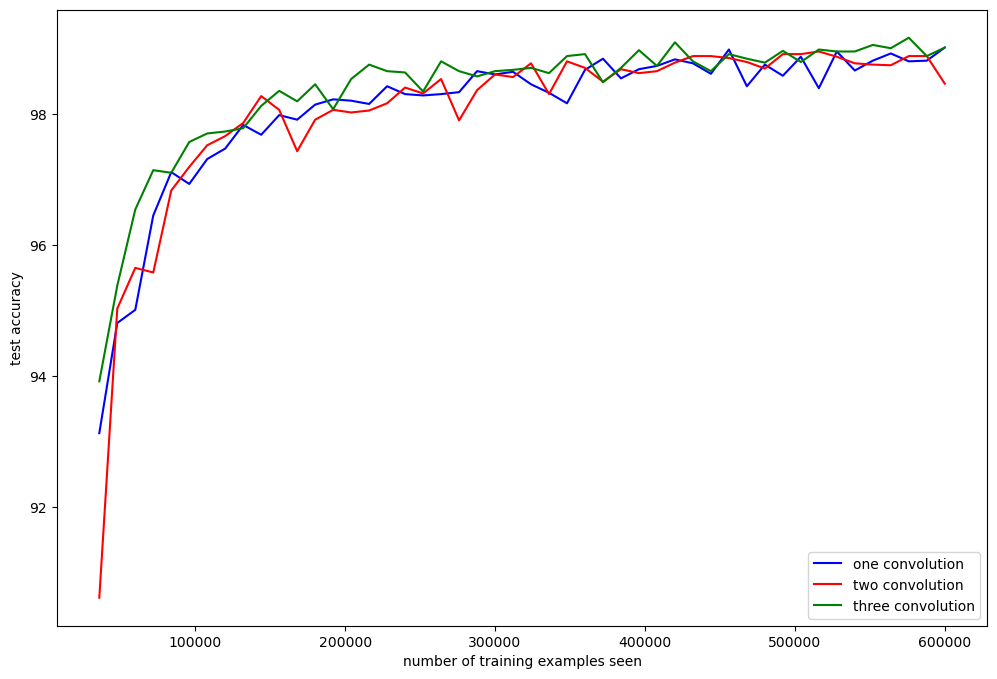 98
96
94
92
test accuracy
100000 200000 300000 400000 500000 600000
number of training examples seen
one convolution
two convolution
three convolution